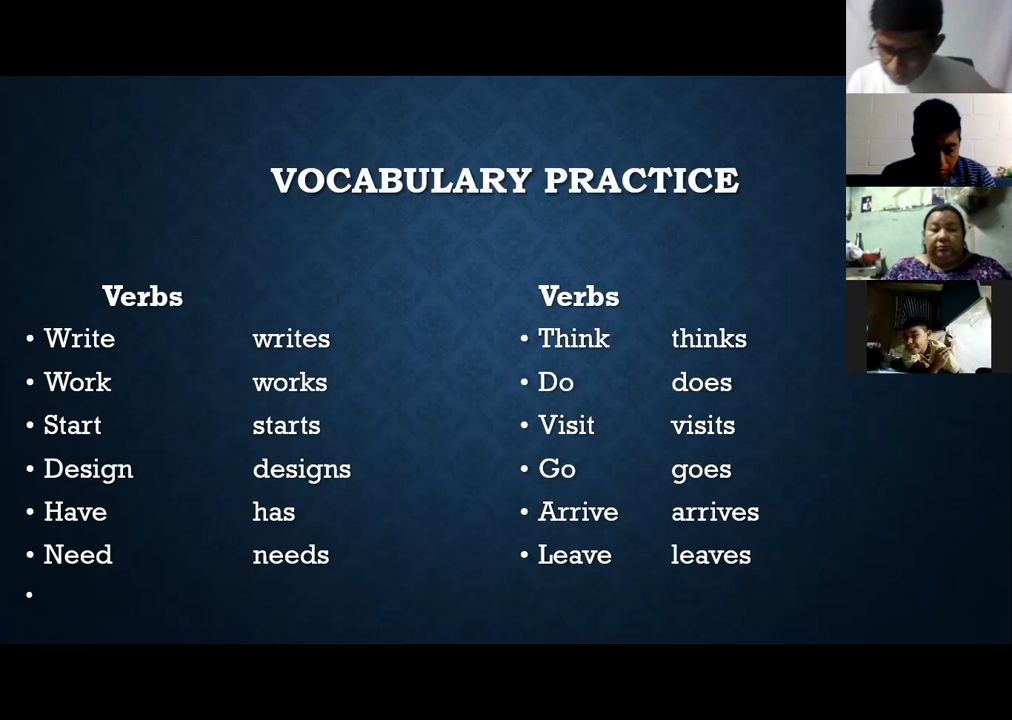 VOCABULARY PRACTICE
Verbs
• Write writes
• Work works
• Start starts
• Design designs
• Have has
• Need needs
•
Verbs
• Think thinks
• Do does
• Visit visits
• Go goes
• Arrive arrives
• Leave leaves